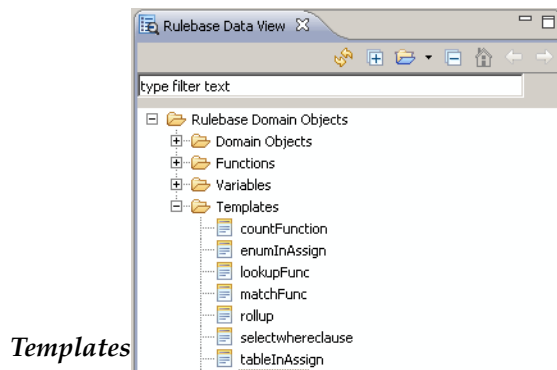 Rulebase Data View
type filter text
Rulebase Domain Objects
Domain Objects
Functions
Variables
Templates
countFunction
enumInAssign
lookupFunc
matchFunc
rollup
selectwhereclause
Templates
tableInAssign